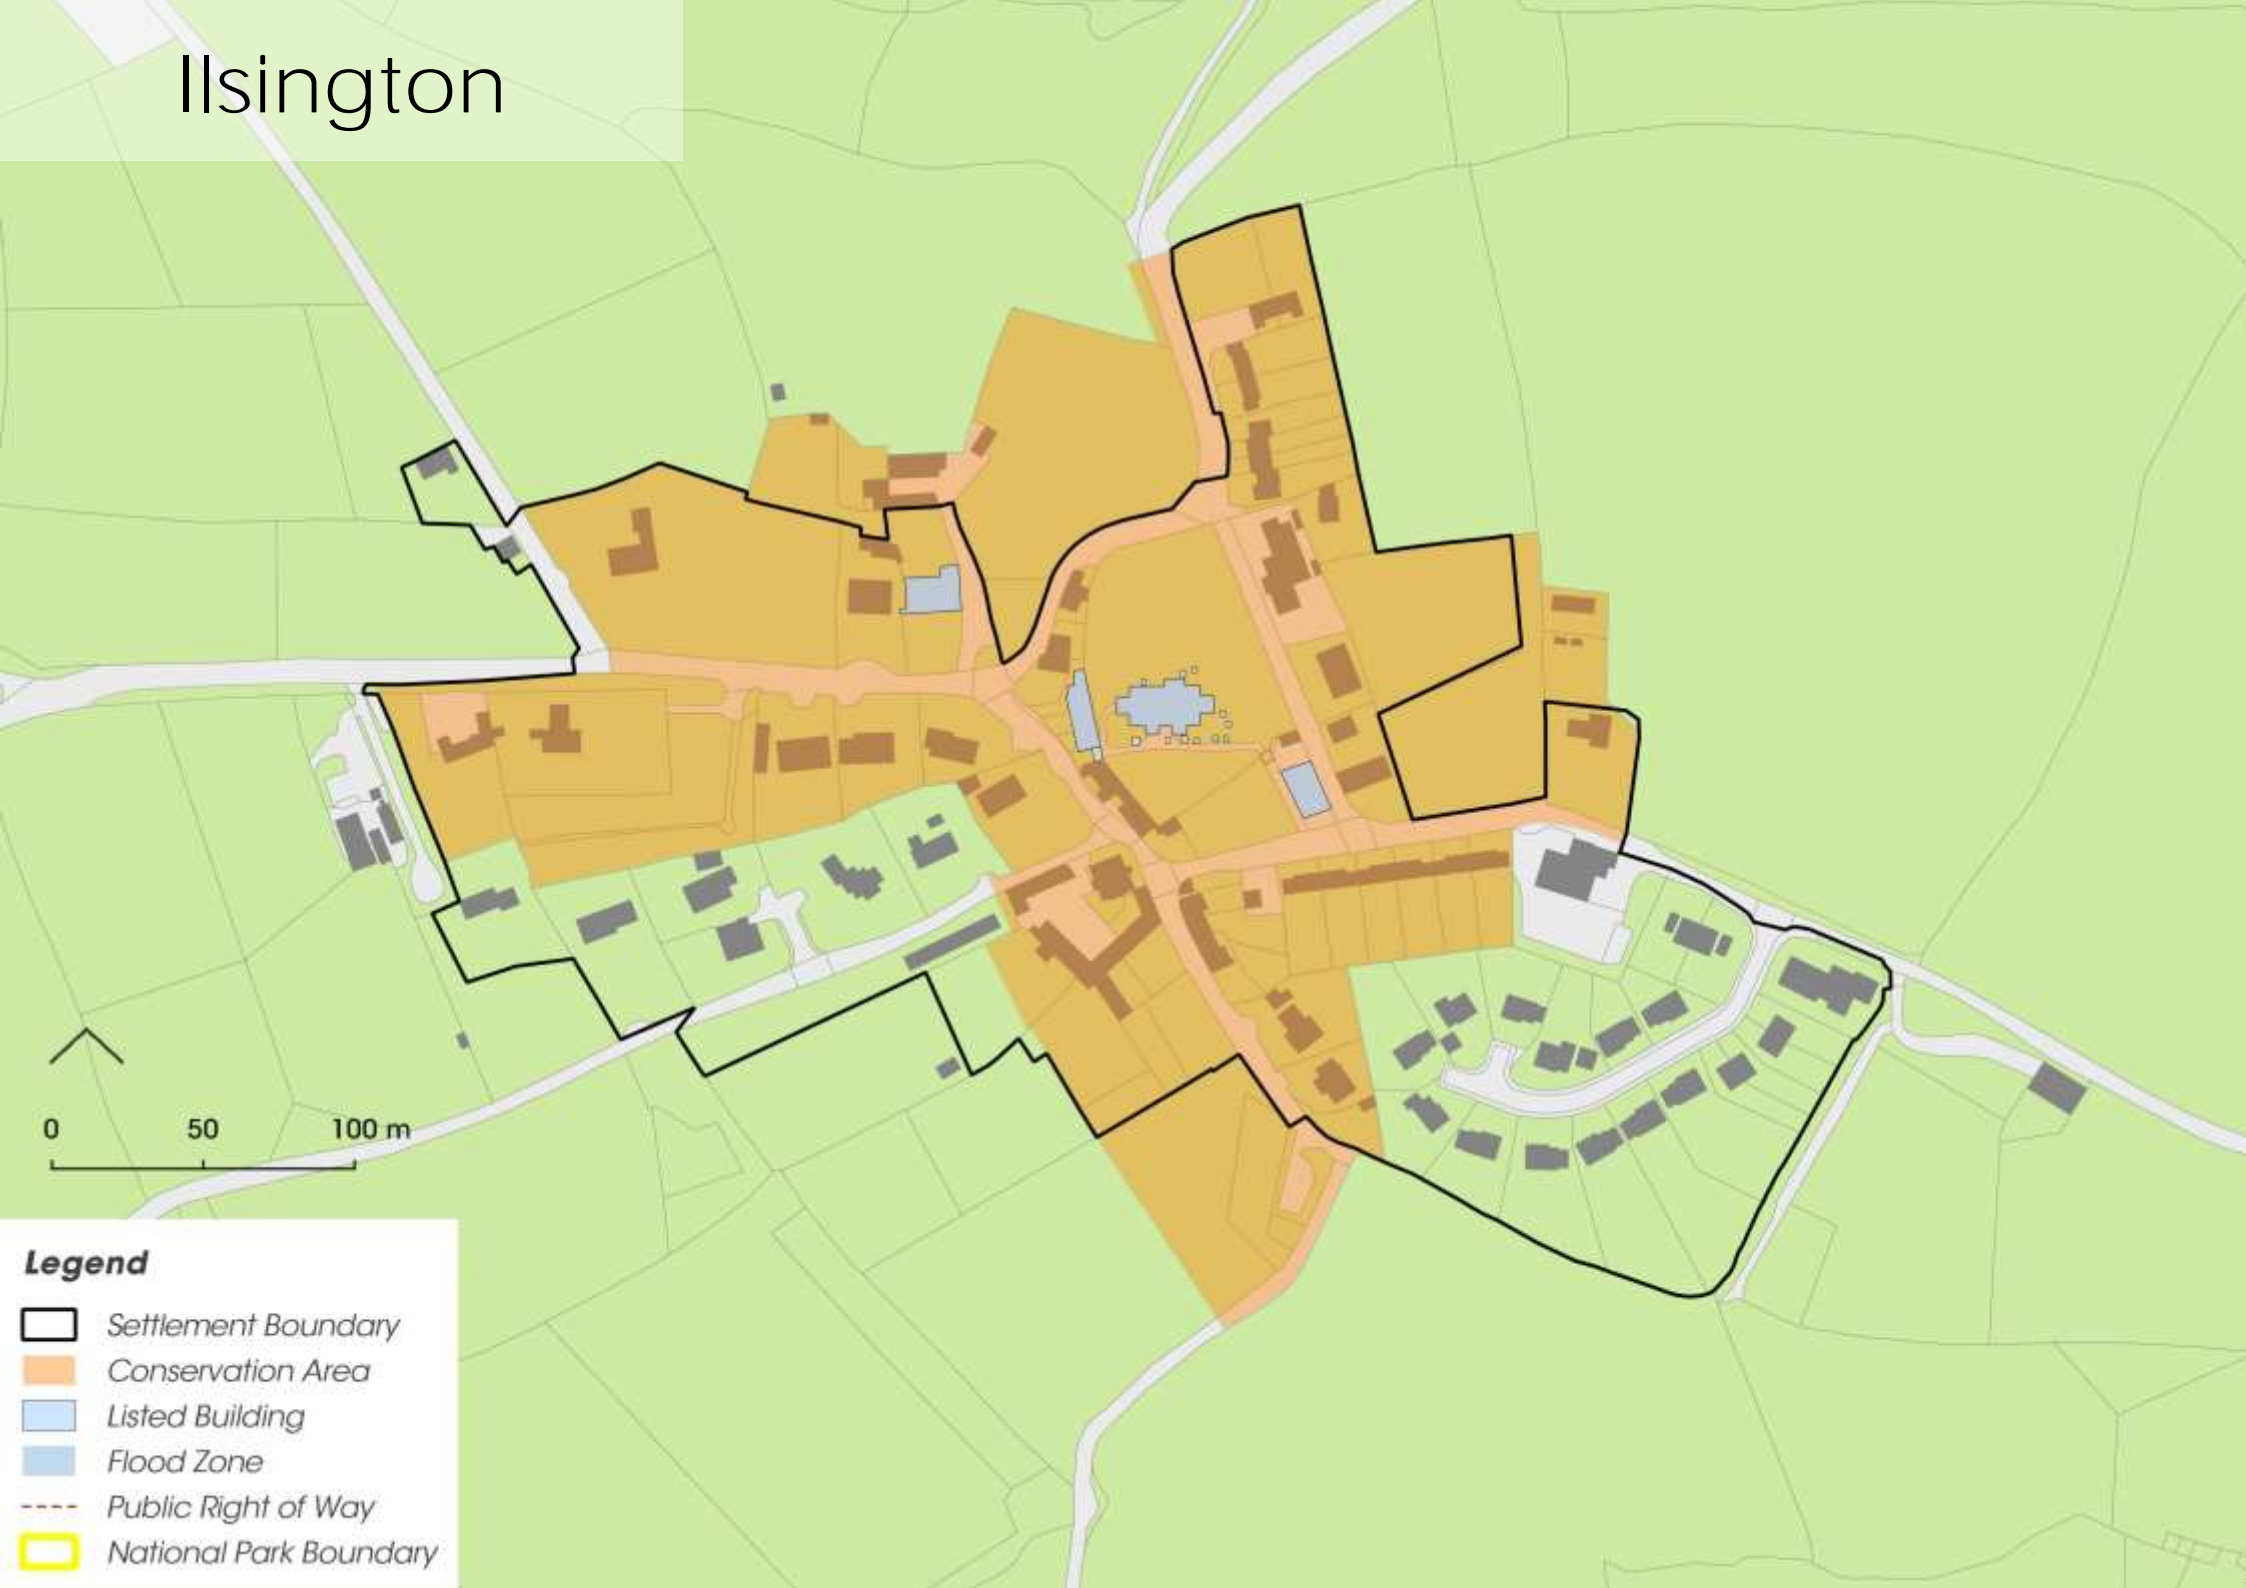 Ilsington
0 50 100 m
Legend
Settlement Boundary
Conservation Area
Listed Building
Flood Zone
Public Right of Way
National Park Boundary